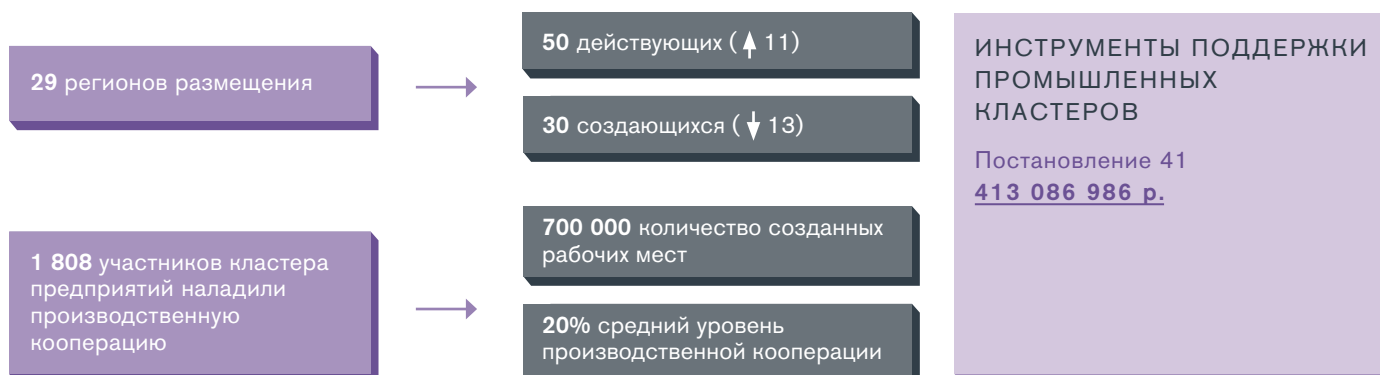 29 регионов размещения
50 действующих ( 11)
30 создающихся ( 13)
1 808 участников кластера
предприятий наладили
производственную
кооперацию
700 000 количество созданных
рабочих мест
20% средний уровень
производственной кооперации
ИНСТРУМЕНТЫ ПОДДЕРЖКИ
ПРОМЫШЛЕННЫХ
КЛАСТЕРОВ
Постановление 41
413 086 986 р.